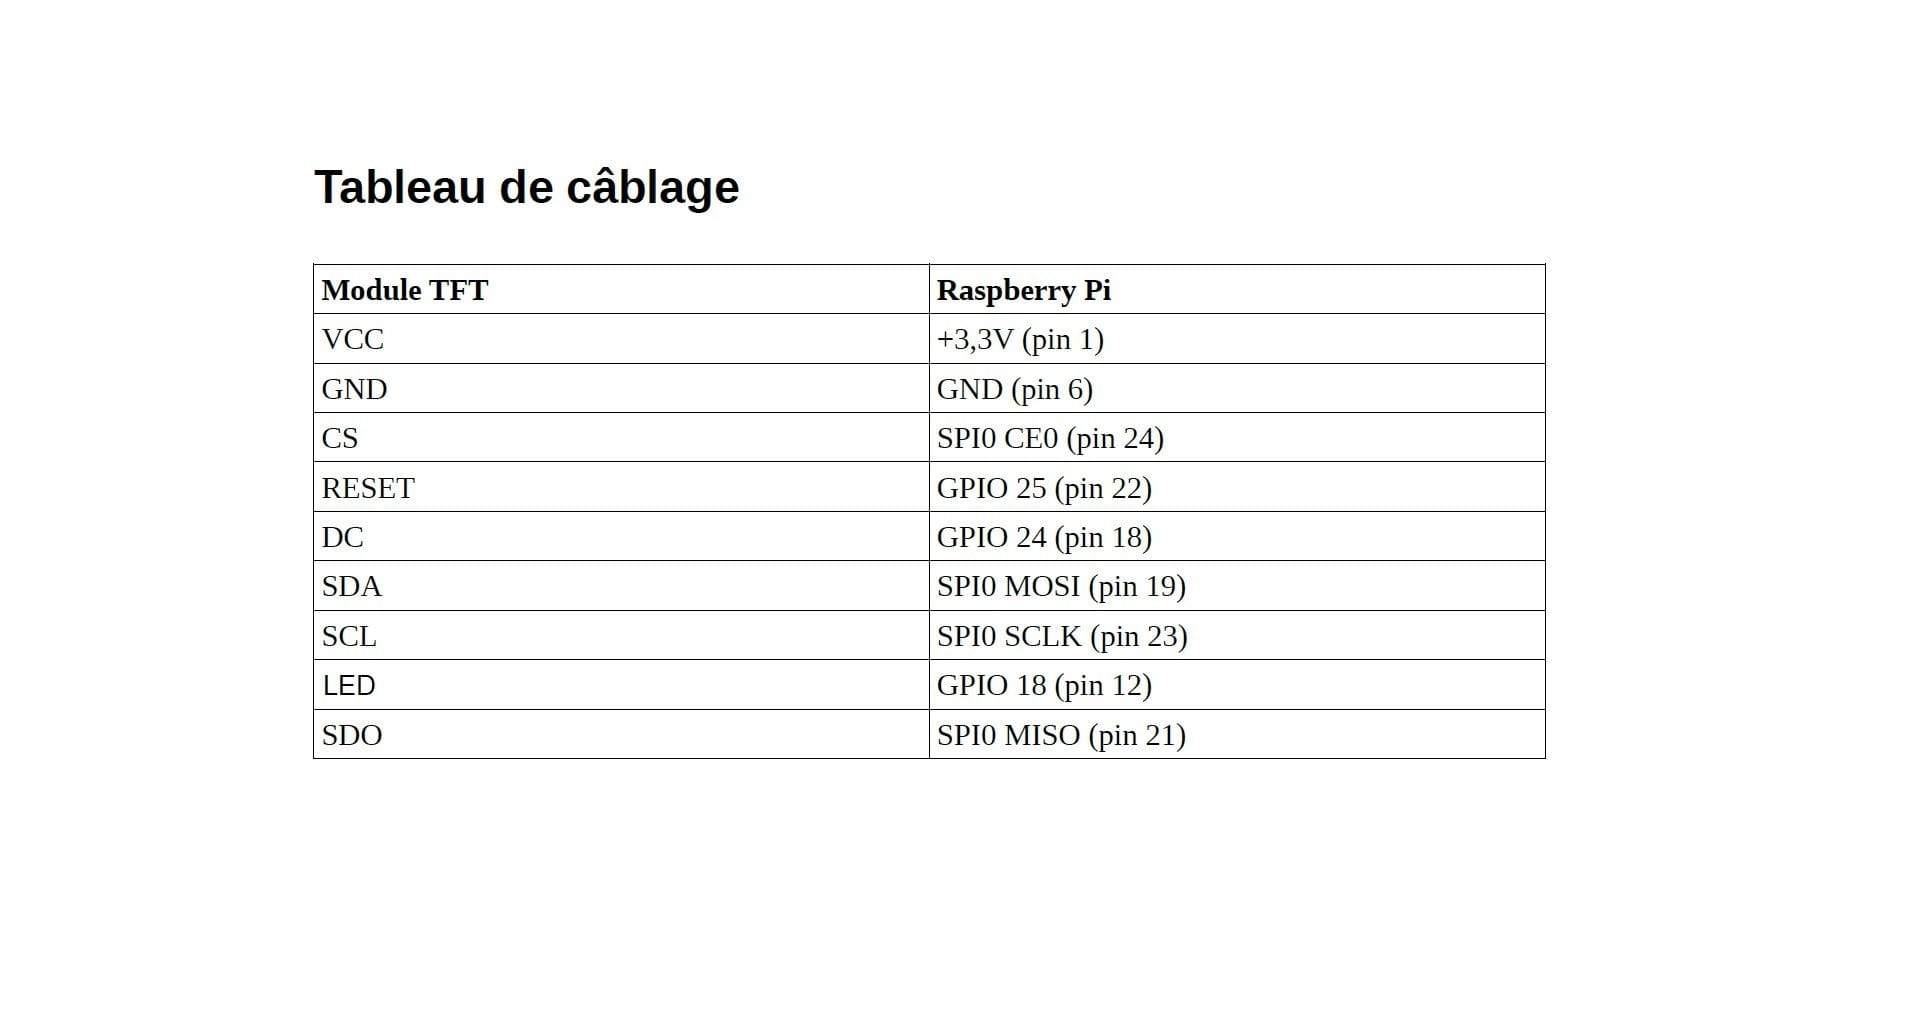 Tableau de câblage
Module TFT Raspberry Pi
VCC +3,3V (pin 1)
GND GND (pin 6)
CS SPI0 CE0 (pin 24)
RESET GPIO 25 (pin 22)
DC GPIO 24 (pin 18)
SDA SPI0 MOSI (pin 19)
SCL SPI0 SCLK (pin 23)
LED GPIO 18 (pin 12)
SDO SPI0 MISO (pin 21)